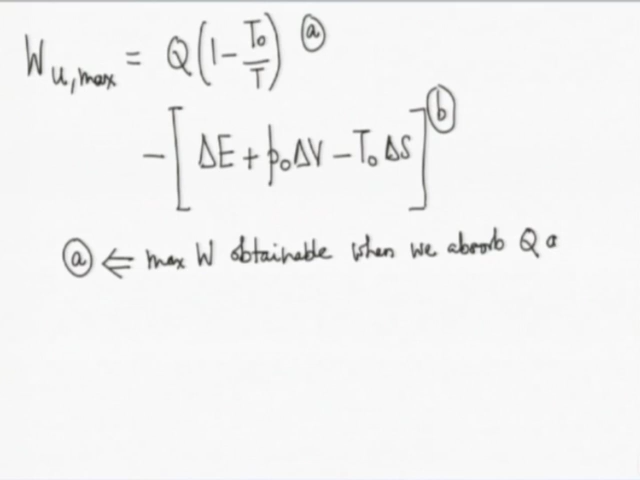 W_{u,max} = Q(1 - T₀/T) ⓐ
- [ΔE + p₀ΔV - T₀ΔS] ⓑ
ⓐ ⇐ max W obtainable when we absorb Q a